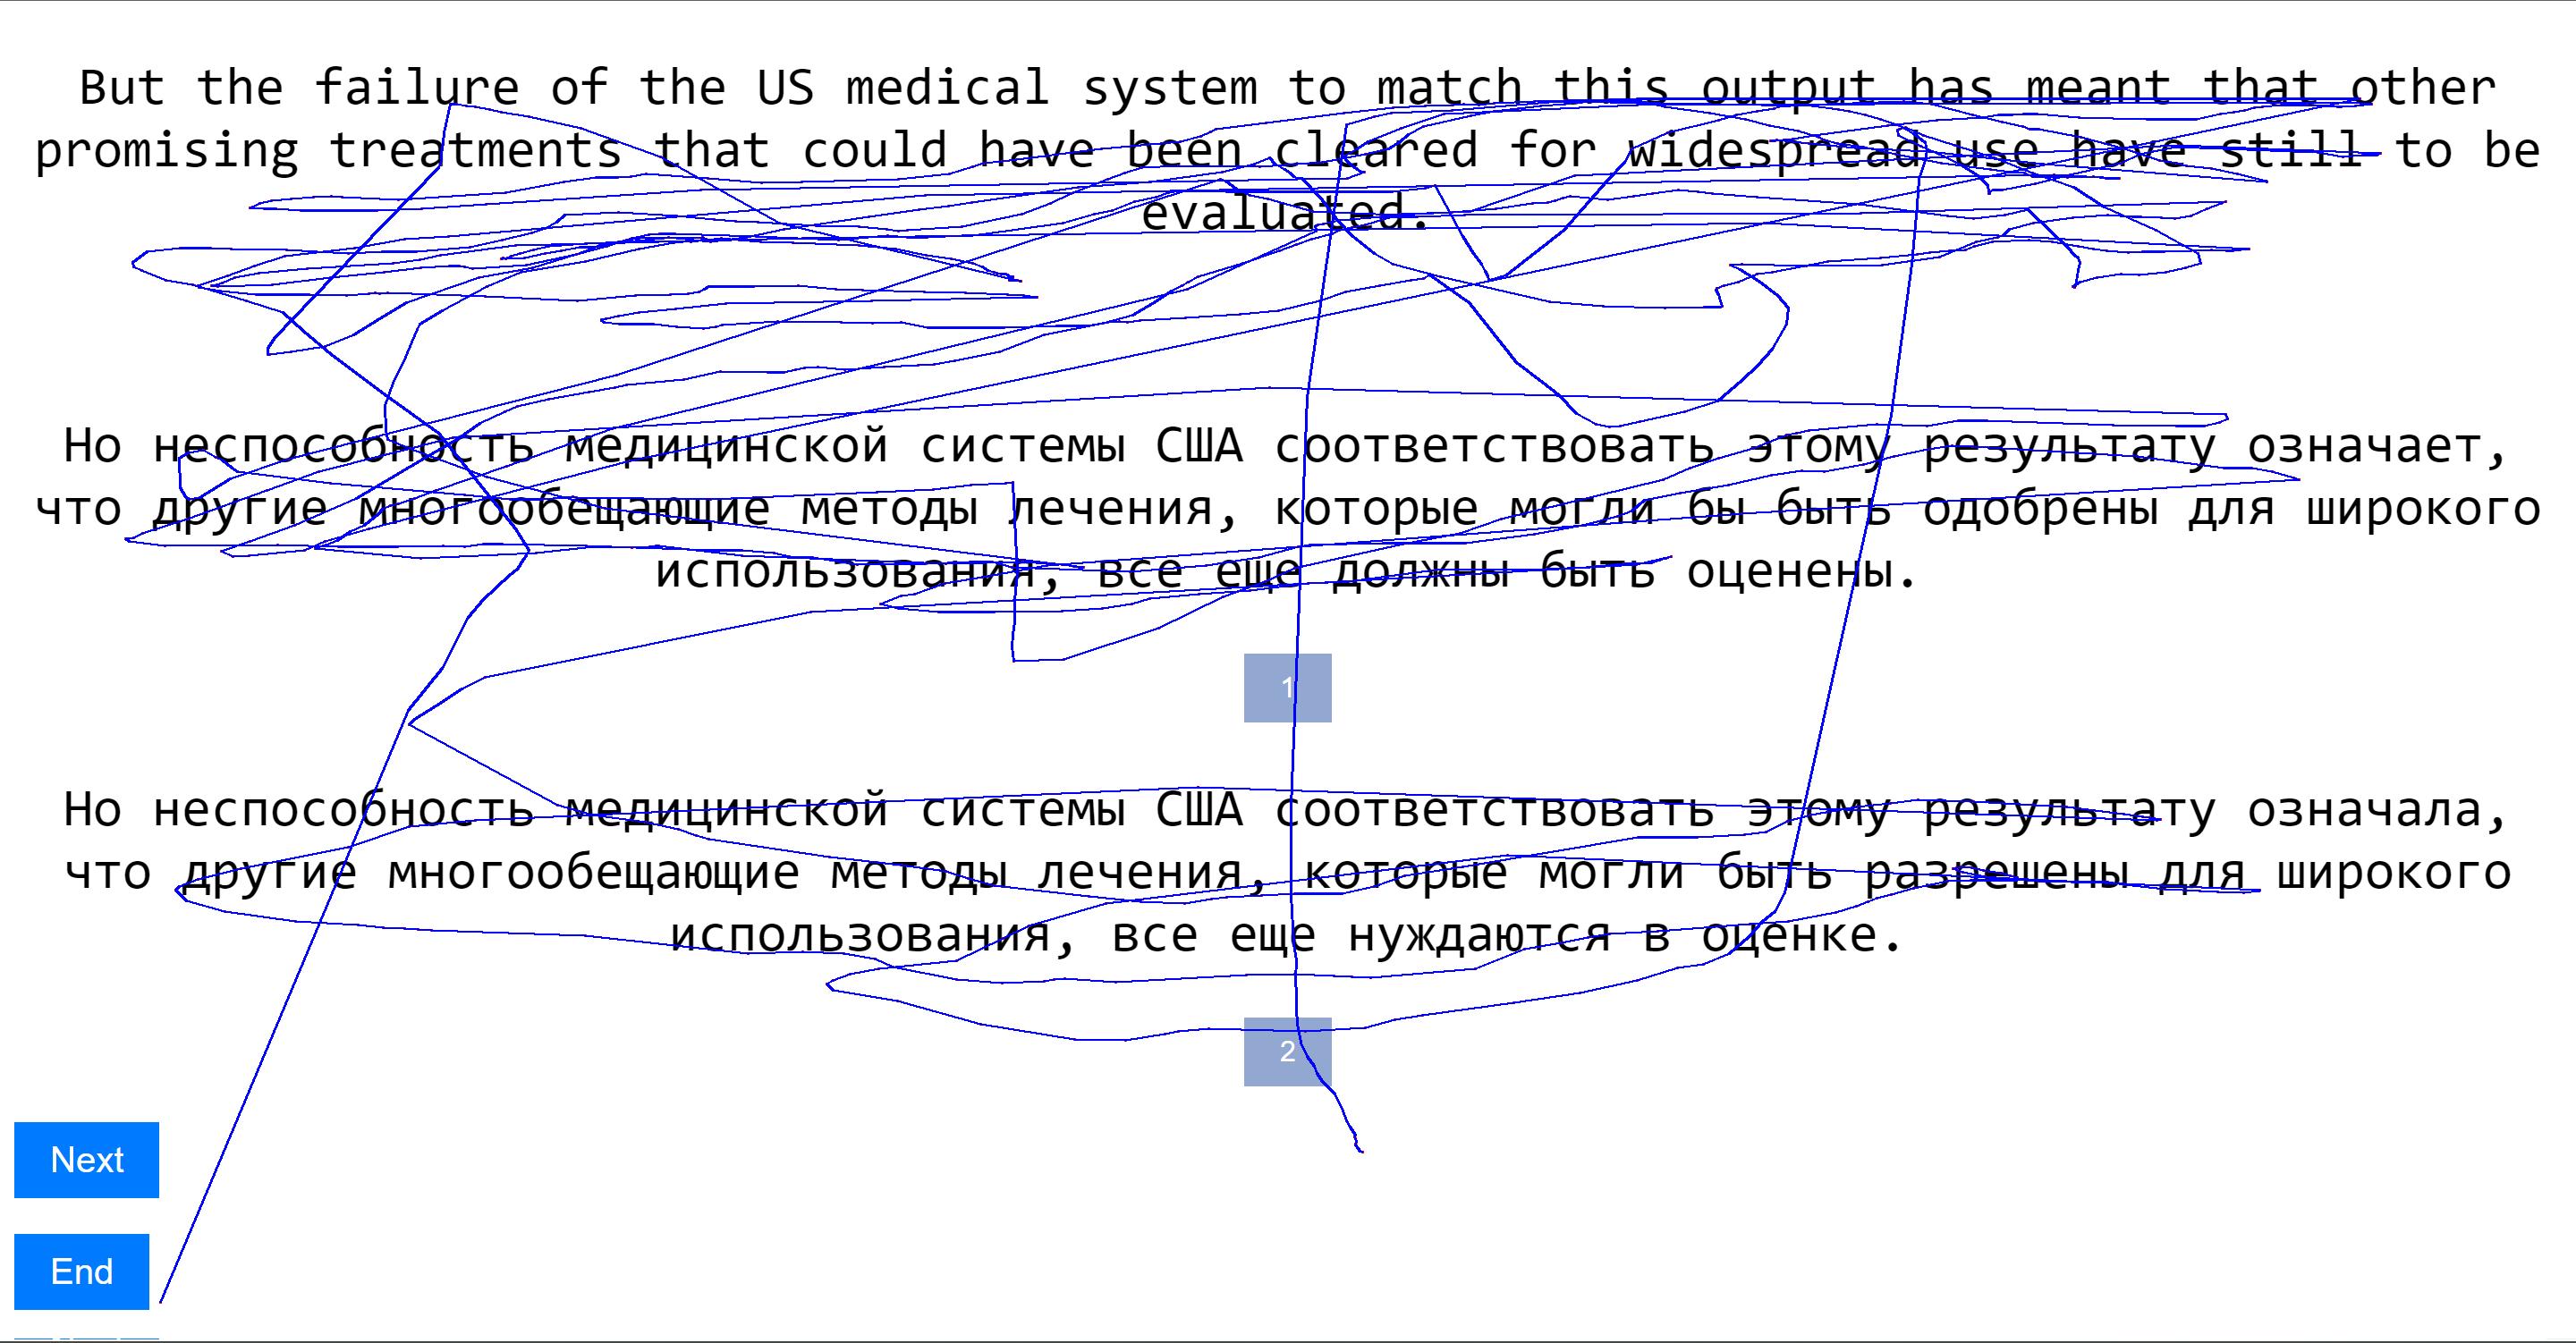 But the failure of the US medical system to match this output has meant that other
promising treatments that could have been cleared for widespread use have still to be
evaluated.
Но неспособность медицинской системы США соответствовать этому результату означает,
что другие многообещающие методы лечения, которые могли бы быть одобрены для широкого
использования, все еще должны быть оценены.
1
Но неспособность медицинской системы США соответствовать этому результату означала,
что другие многообещающие методы лечения, которые могли быть разрешены для широкого
использования, все еще нуждаются в оценке.
2
Next
End